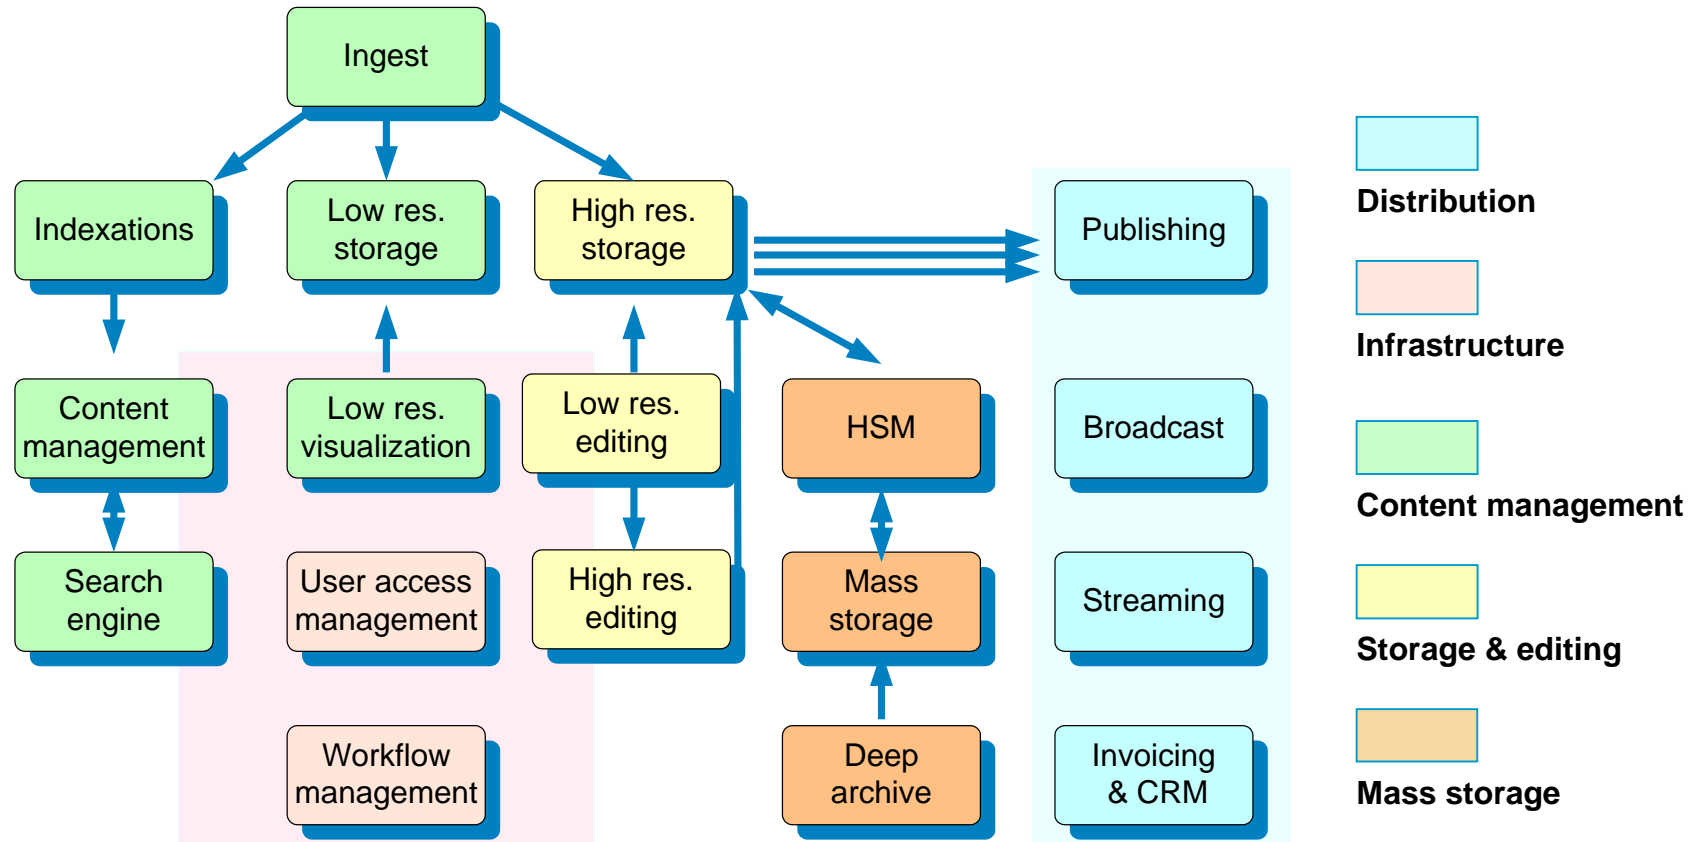 Ingest
Indexations
Low res.
storage
High res.
storage
Publishing
Content
management
Low res.
visualization
Low res.
editing
HSM
Broadcast
Search
engine
User access
management
High res.
editing
Mass
storage
Streaming
Workflow
management
Deep
archive
Invoicing
& CRM
Distribution
Infrastructure
Content management
Storage & editing
Mass storage